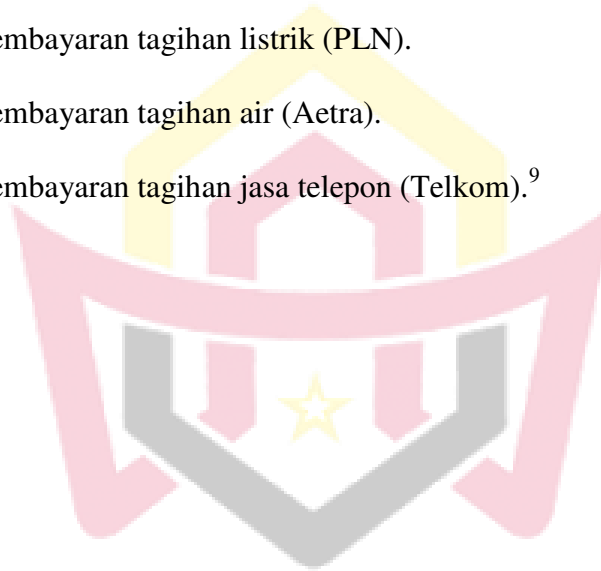 embayaran tagihan listrik (PLN).
embayaran tagihan air (Aetra).
embayaran tagihan jasa telepon (Telkom).9